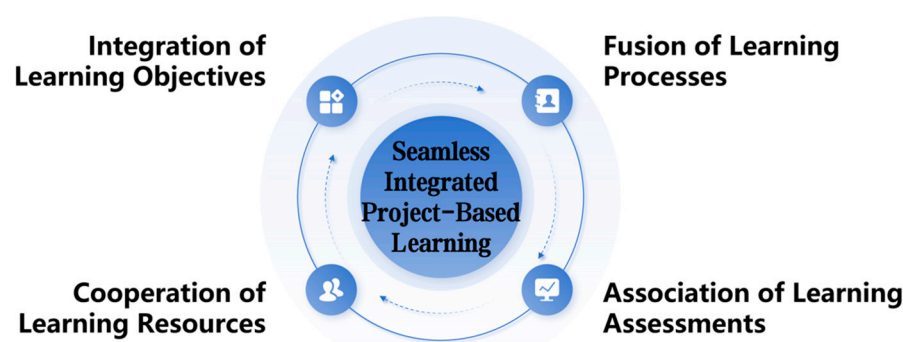 Integration of
Learning Objectives
Fusion of Learning
Processes
Seamless
Integrated
Project-Based
Learning
Cooperation of
Learning Resources
Association of Learning
Assessments